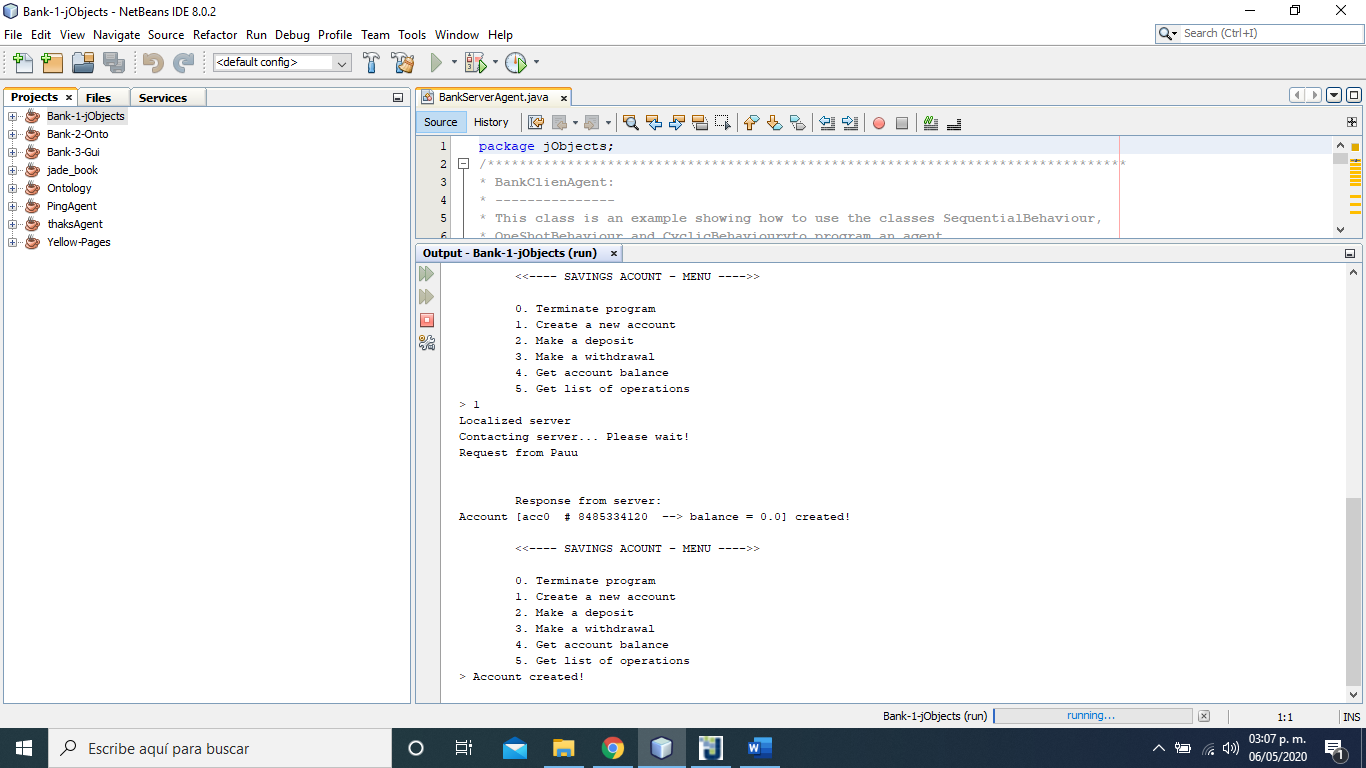 Bank-1-jObjects - NetBeans IDE 8.0.2
File Edit View Navigate Source Refactor Run Debug Profile Team Tools Window Help
Search (Ctrl+I)
<default config>
Projects Files Services
Bank-1-jObjects
Bank-2-Onto
Bank-3-Gui
jade_book
Ontology
PingAgent
thaksAgent
Yellow-Pages
BankServerAgent.java
Source History
1 package jObjects;
2 /*******************************************************************************
3 * BankClienAgent:
4 * ---------------
5 * This class is an example showing how to use the classes SequentialBehaviour,
6 * OneShotBehaviour and CyclicBehaviouryto program an agent
Output - Bank-1-jObjects (run)
<<---- SAVINGS ACOUNT - MENU ---->>
0. Terminate program
1. Create a new account
2. Make a deposit
3. Make a withdrawal
4. Get account balance
5. Get list of operations
> 1
Localized server
Contacting server... Please wait!
Request from Pauu
Response from server:
Account [acc0 # 8485334120 --> balance = 0.0] created!
<<---- SAVINGS ACOUNT - MENU ---->>
0. Terminate program
1. Create a new account
2. Make a deposit
3. Make a withdrawal
4. Get account balance
5. Get list of operations
> Account created!
Bank-1-jObjects (run) running... 1:1 INS
Escribe aquí para buscar
03:07 p. m.
06/05/2020
1